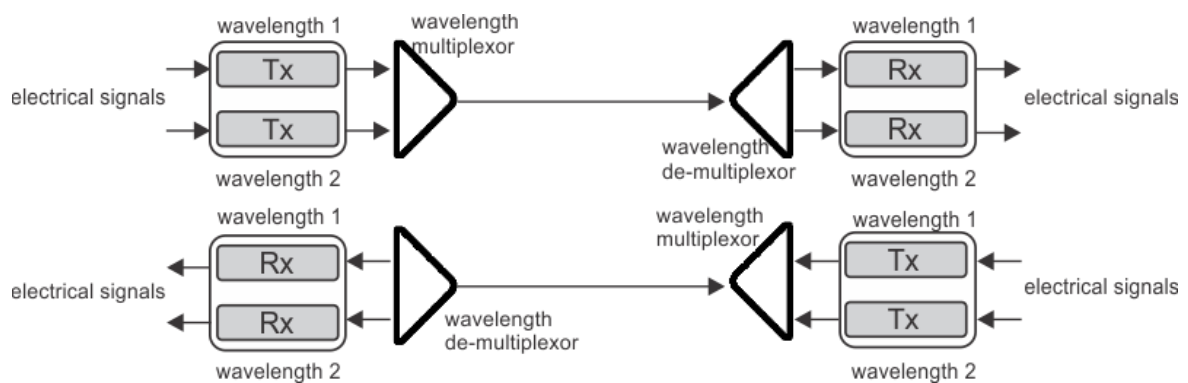 wavelength 1
wavelength
multiplexor
Tx
electrical signals
Tx
wavelength 2
wavelength 1
Rx
electrical signals
Rx
wavelength
de-multiplexor
wavelength 2
wavelength 1
Rx
electrical signals
Rx
wavelength
de-multiplexor
wavelength 2
wavelength
multiplexor
wavelength 1
Tx
electrical signals
Tx
wavelength 2